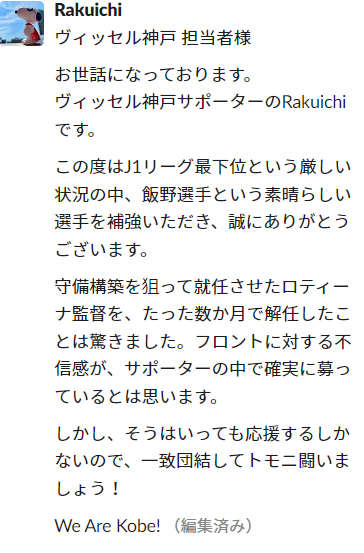 Rakuichi
ヴィッセル神戸 担当者様
お世話になっております。
ヴィッセル神戸サポーターのRakuichi
です。
この度はJ1リーグ最下位という厳しい
状況の中、飯野選手という素晴らしい
選手を補強いただき、誠にありがとう
ございます。
守備構築を狙って就任させたロティー
ナ監督を、たった数か月で解任したこ
とは驚きました。フロントに対する不
信感が、サポーターの中で確実に募っ
ているとは思います。
しかし、そうはいっても応援するしか
ないので、一致団結してトモニ闘いま
しょう！
We Are Kobe! （編集済み）